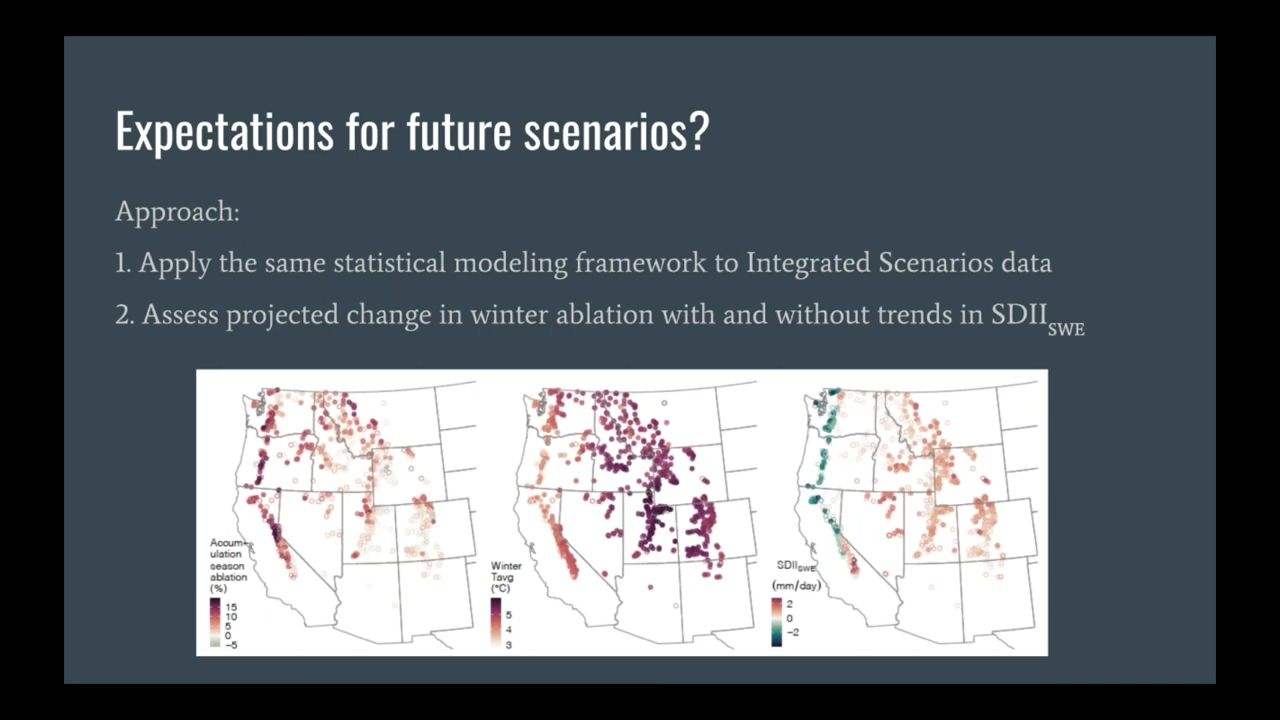 Expectations for future scenarios?
Approach:
1. Apply the same statistical modeling framework to Integrated Scenarios data
2. Assess projected change in winter ablation with and without trends in SDIISWE
Accum-
ulation
season
ablation
(%)
15
10
5
0
−5
Winter
Tavg
(°C)
5
4
3
SDIISWE
(mm/day)
2
0
−2